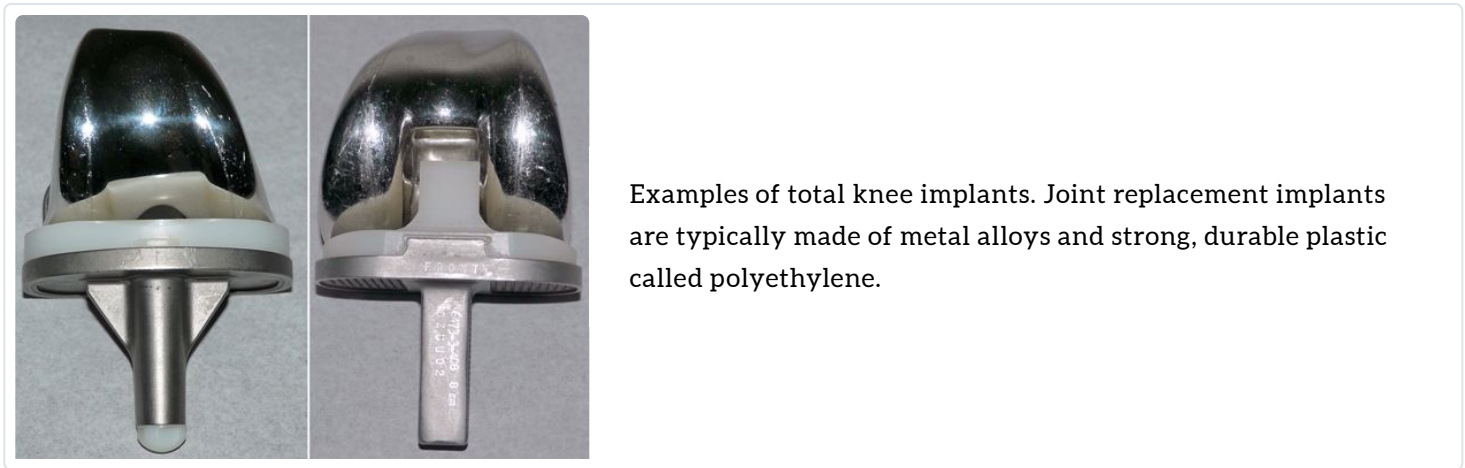 Examples of total knee implants. Joint replacement implants
are typically made of metal alloys and strong, durable plastic
called polyethylene.
FRONT